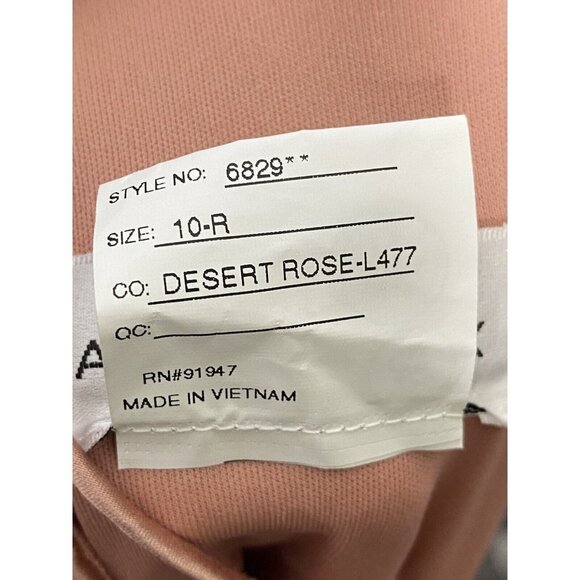 STYLE NO: 6829**
SIZE: 10-R
CO: DESERT ROSE-L477
QC:
RN#91947
MADE IN VIETNAM